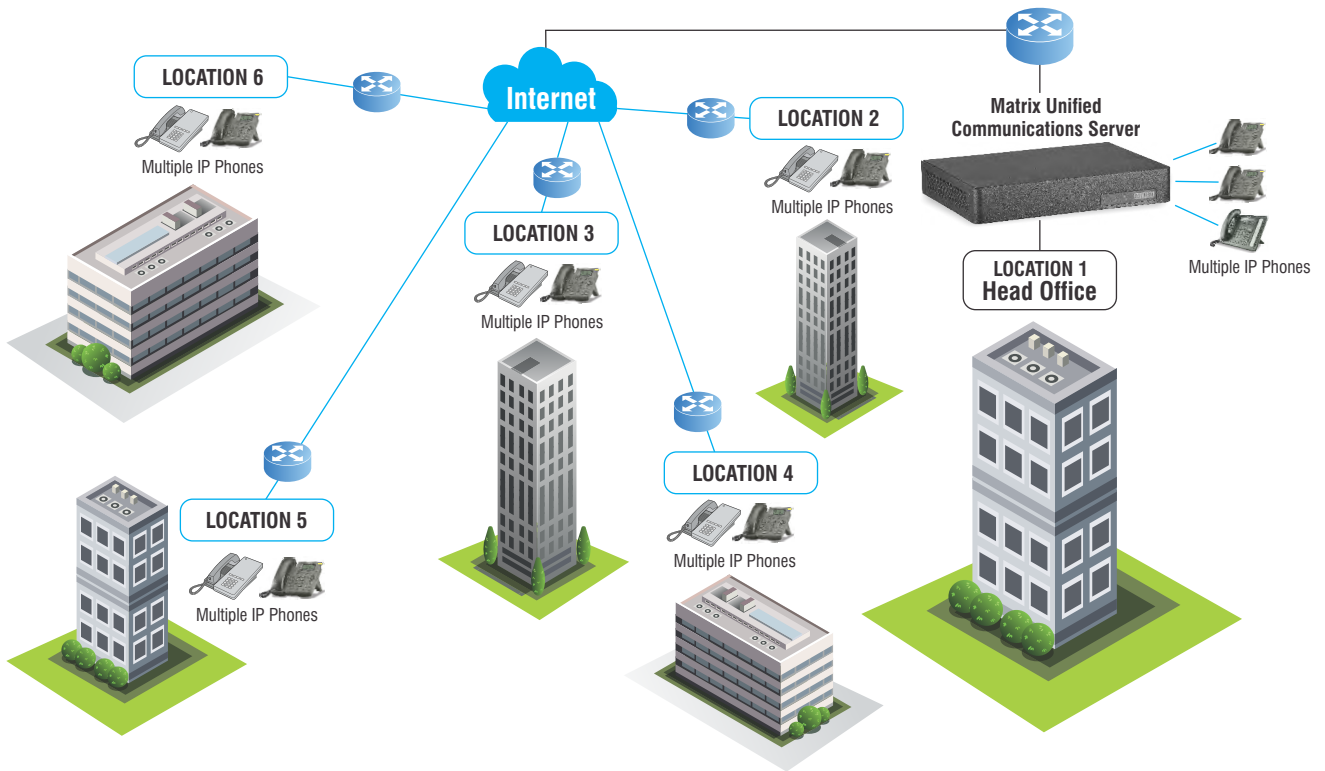 LOCATION 6
Multiple IP Phones
Internet
LOCATION 2
Multiple IP Phones
Matrix Unified
Communications Server
Multiple IP Phones
LOCATION 1
Head Office
LOCATION 3
Multiple IP Phones
LOCATION 4
Multiple IP Phones
LOCATION 5
Multiple IP Phones